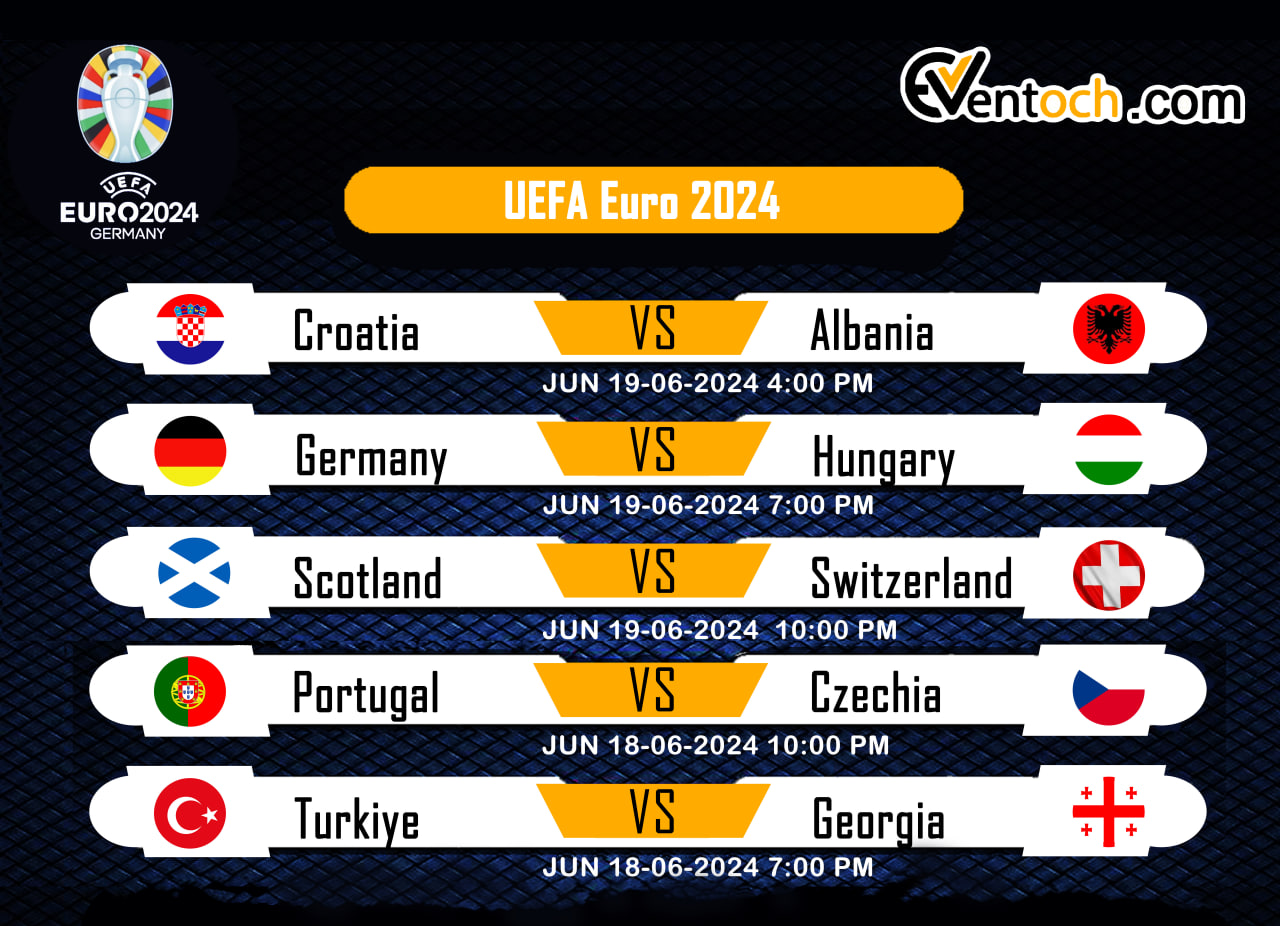 EVentoch.com
UEFA
EURO2024
GERMANY
UEFA Euro 2024
Croatia VS Albania
JUN 19-06-2024 4:00 PM
Germany VS Hungary
JUN 19-06-2024 7:00 PM
Scotland VS Switzerland
JUN 19-06-2024 10:00 PM
Portugal VS Czechia
JUN 18-06-2024 10:00 PM
Turkiye VS Georgia
JUN 18-06-2024 7:00 PM